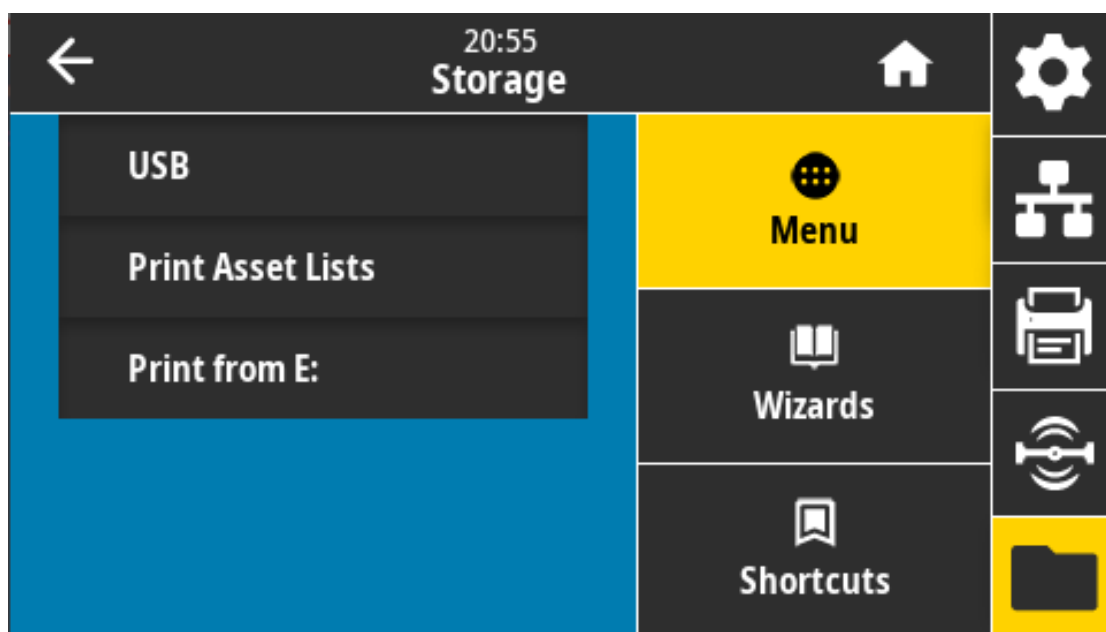 20:55
Storage
USB
Print Asset Lists
Print from E:
Menu
Wizards
Shortcuts